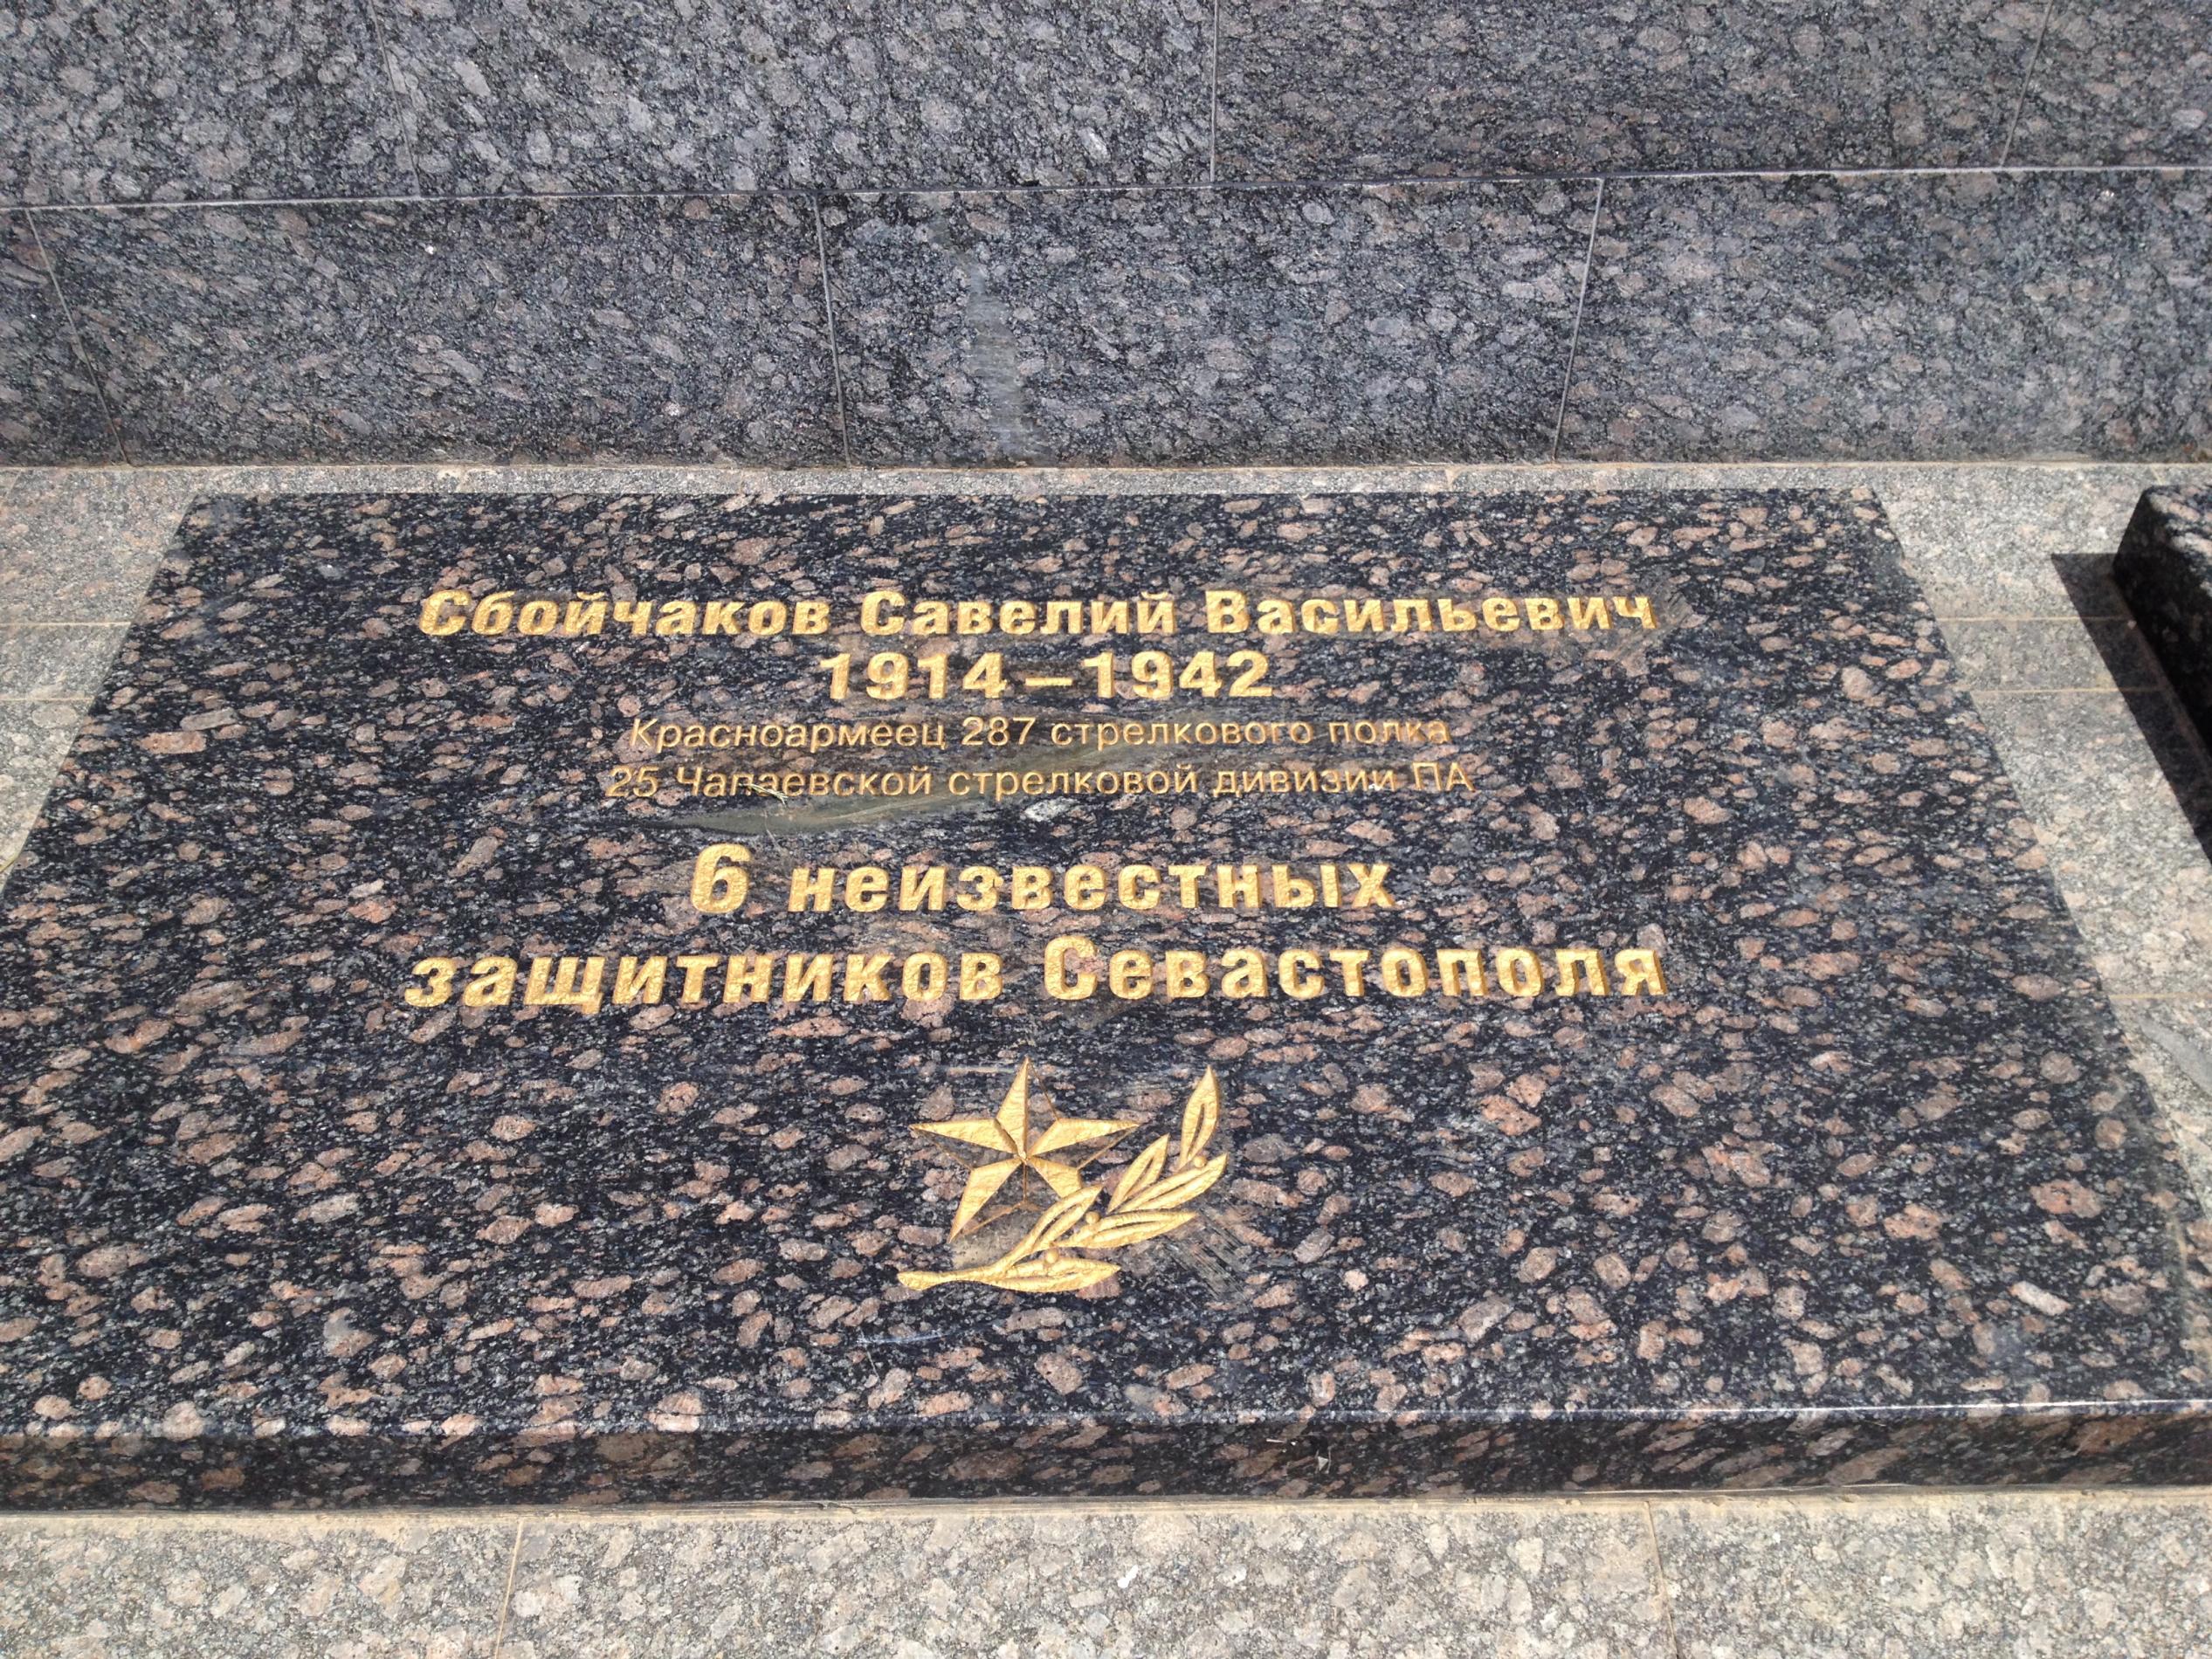 Сбойчаков Савелий Васильевич
1914–1942
Красноармеец 287 стрелкового полка
25 Чапаевской стрелковой дивизии ПА
6 неизвестных
защитников Севастополя